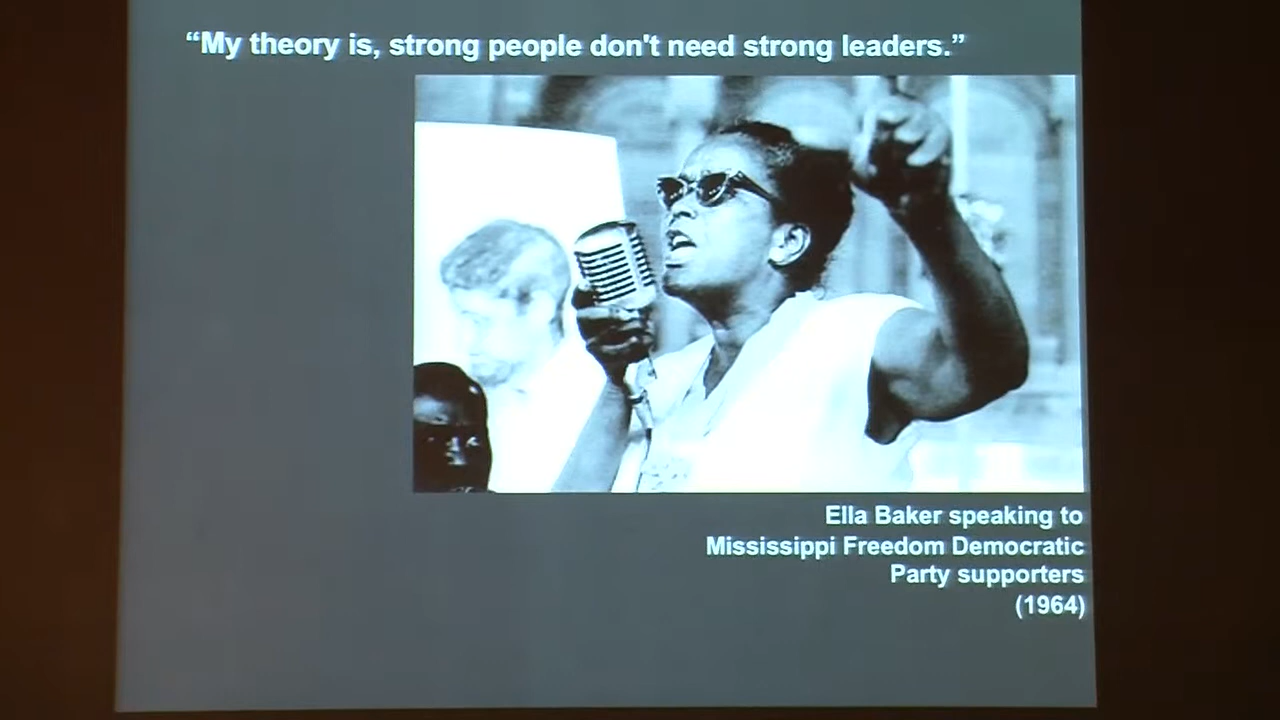 “My theory is, strong people don't need strong leaders.”
Ella Baker speaking to
Mississippi Freedom Democratic
Party supporters
(1964)